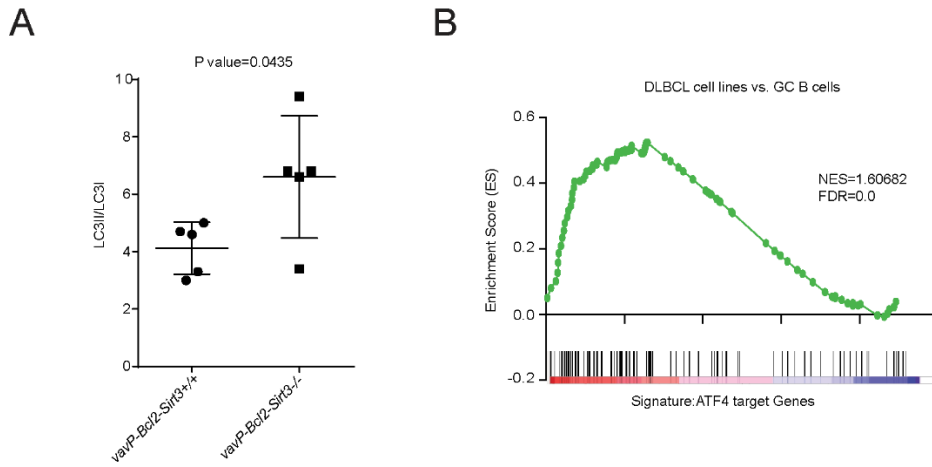 A
P value=0.0435
10
8
6
4
2
0
LC3II/LC3I
vavP-Bcl2-Sirt3+/+
vavP-Bcl2-Sirt3-/-
B
DLBCL cell lines vs. GC B cells
0.6
0.4
0.2
0.0
-0.2
Enrichment Score (ES)
NES=1.60682
FDR=0.0
Signature:ATF4 target Genes